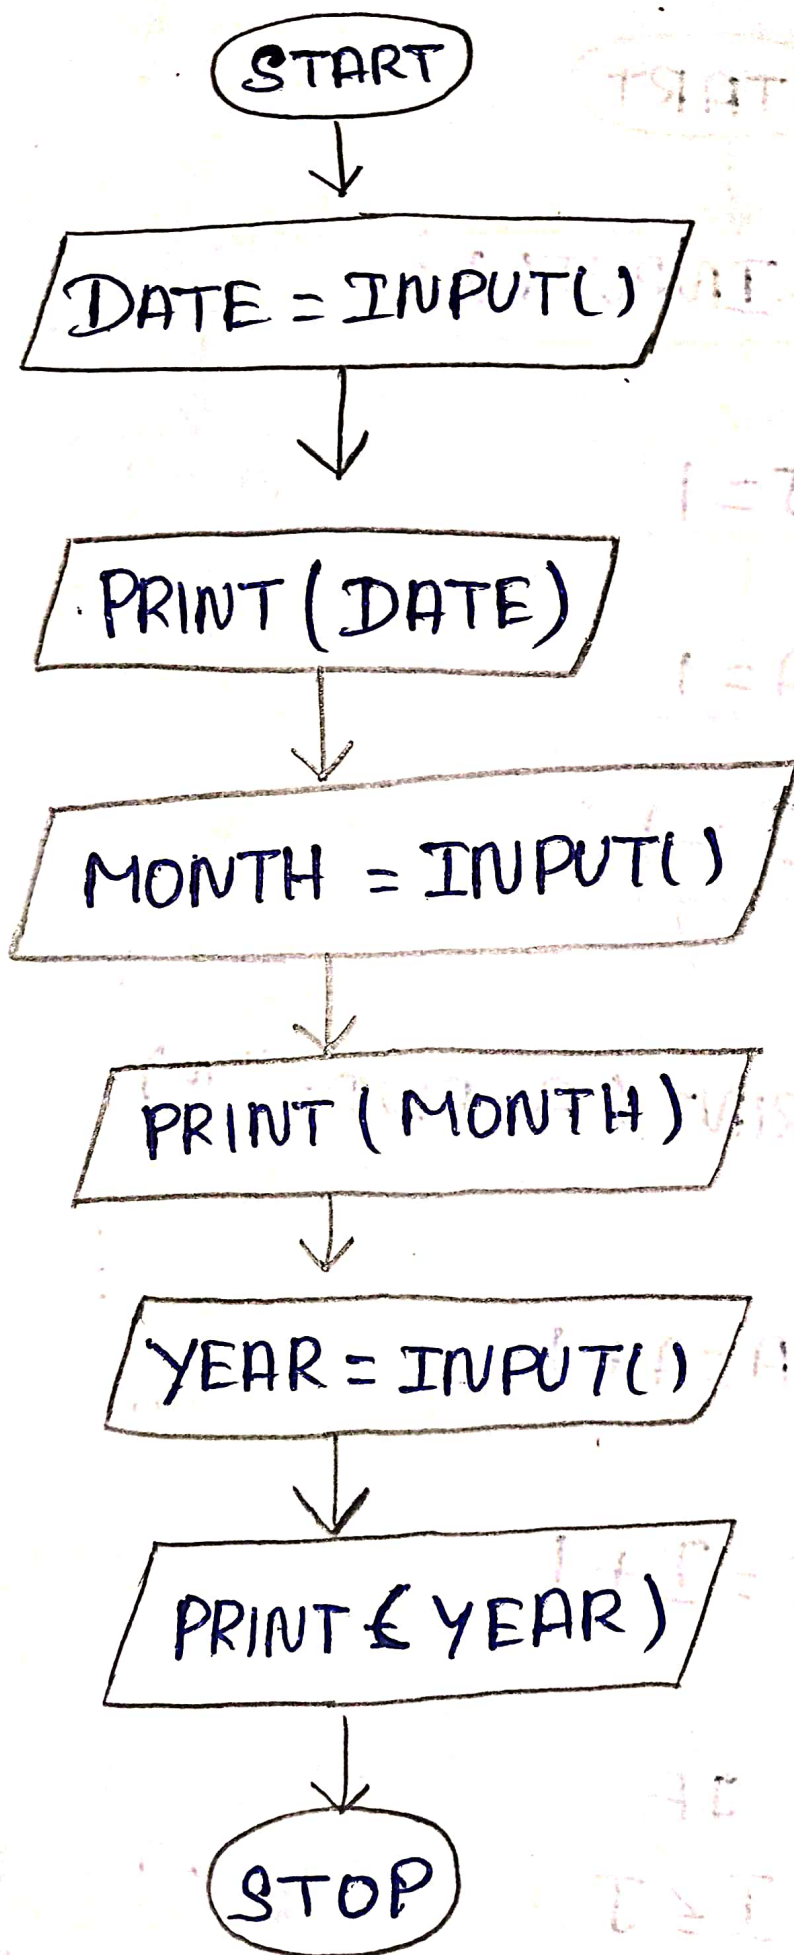 START
DATE = INPUT()
PRINT (DATE)
MONTH = INPUT()
PRINT (MONTH)
YEAR = INPUT()
PRINT (YEAR)
STOP